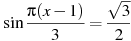 sin π(x-1)/3 = √3/2